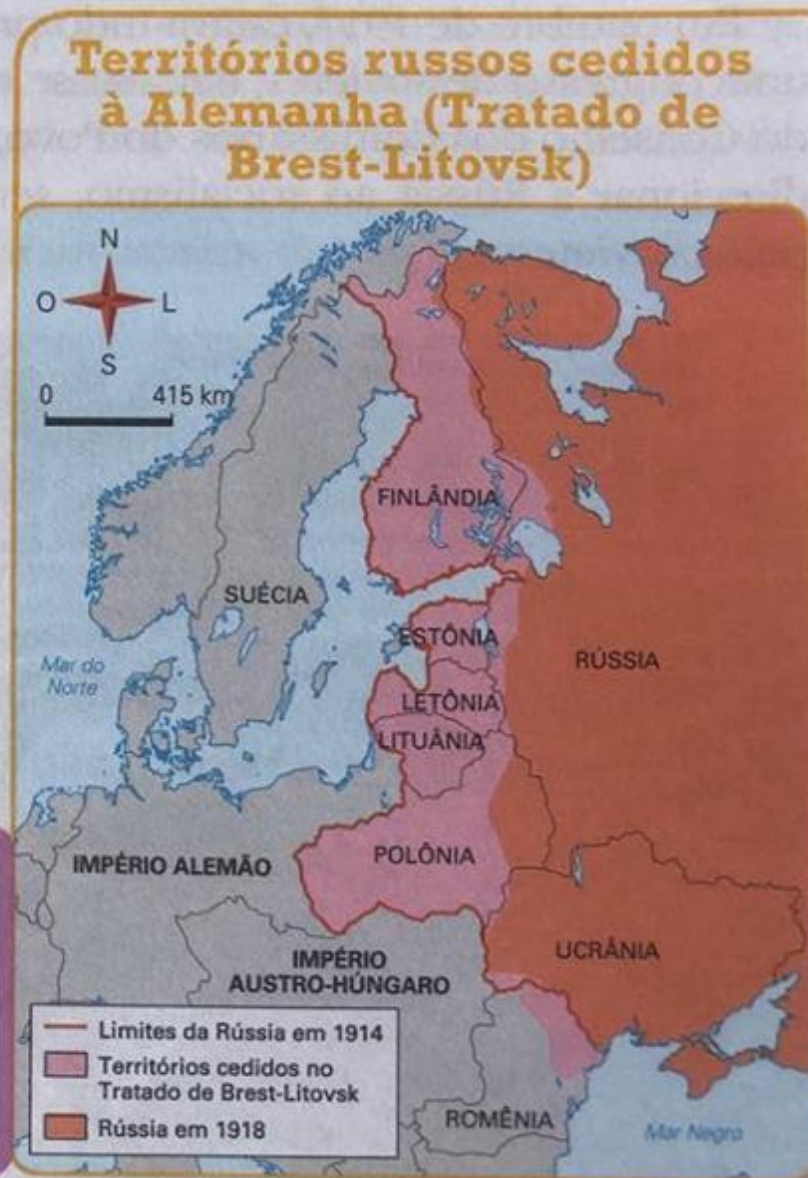 Territórios russos cedidos
à Alemanha (Tratado de
Brest-Litovsk)
N
O
L
S
0
415 km
FINLÂNDIA
SUÉCIA
Mar do
Norte
ESTÔNIA
RÚSSIA
LETÔNIA
LITUÂNIA
IMPÉRIO ALEMÃO
POLÔNIA
IMPÉRIO
AUSTRO-HÚNGARO
UCRÂNIA
Limites da Rússia em 1914
Territórios cedidos no
Tratado de Brest-Litovsk
Rússia em 1918
ROMÊNIA
Mar Negro